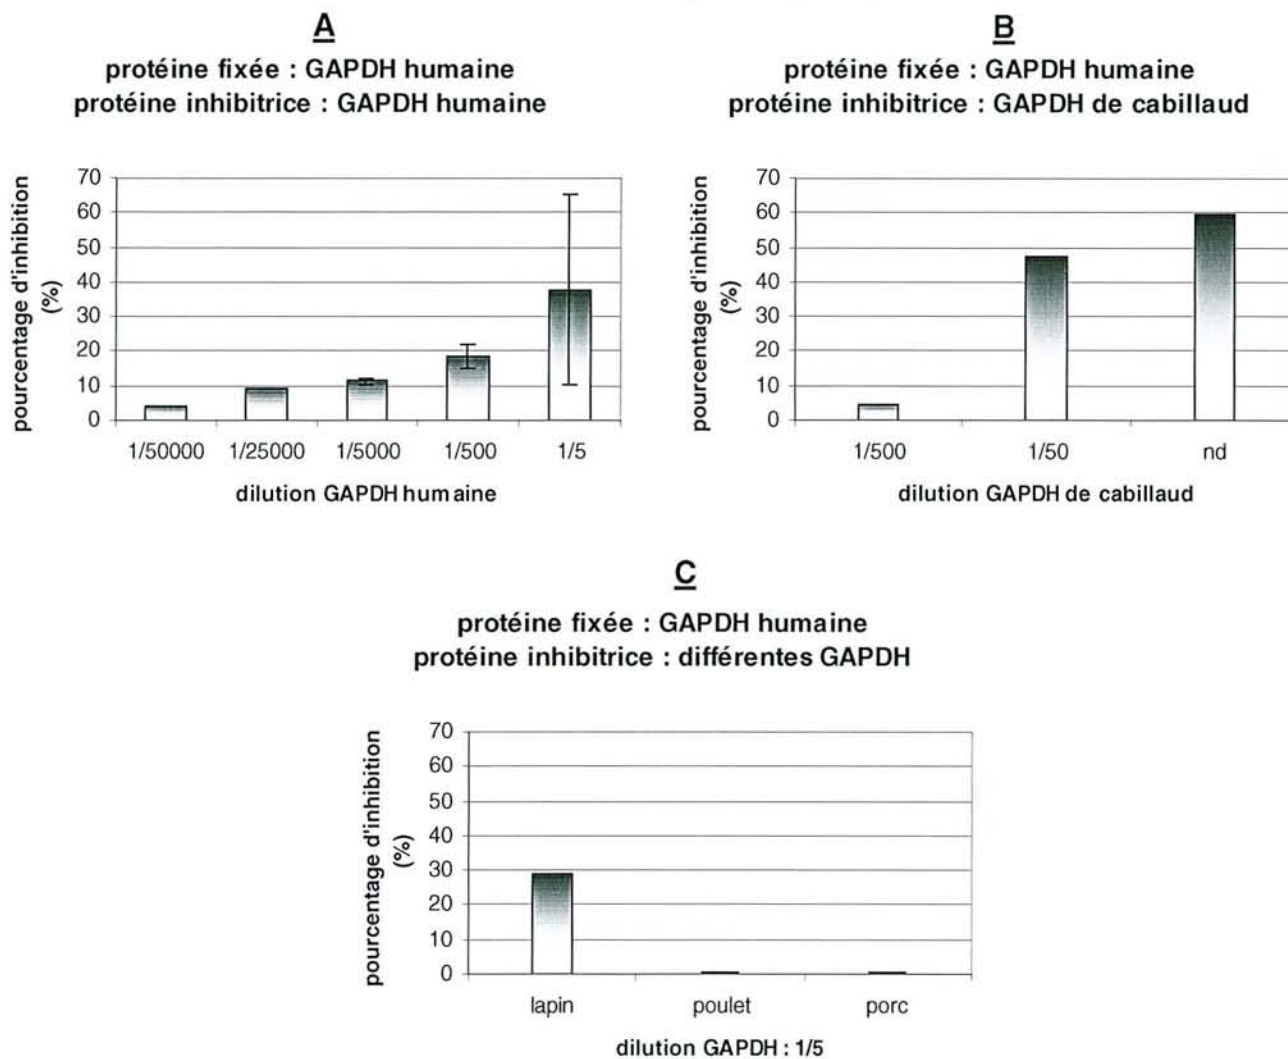 A
protéine fixée : GAPDH humaine
protéine inhibitrice : GAPDH humaine
pourcentage d'inhibition
(%)
70
60
50
40
30
20
10
0
1/50000 1/25000 1/5000 1/500 1/5
dilution GAPDH humaine
B
protéine fixée : GAPDH humaine
protéine inhibitrice : GAPDH de cabillaud
pourcentage d'inhibition
(%)
70
60
50
40
30
20
10
0
1/500 1/50 nd
dilution GAPDH de cabillaud
C
protéine fixée : GAPDH humaine
protéine inhibitrice : différentes GAPDH
pourcentage d'inhibition
(%)
70
60
50
40
30
20
10
0
lapin poulet porc
dilution GAPDH : 1/5